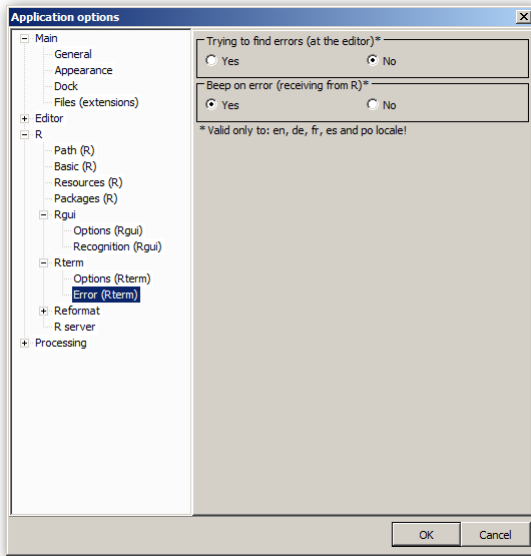 Application options
Main
General
Appearance
Dock
Files (extensions)
Editor
R
Path (R)
Basic (R)
Resources (R)
Packages (R)
Rgui
Options (Rgui)
Recognition (Rgui)
Rterm
Options (Rterm)
Error (Rterm)
Reformat
R server
Processing
Trying to find errors (at the editor)*
Yes No
Beep on error (receiving from R)*
Yes No
* Valid only to: en, de, fr, es and po locale!
OK Cancel